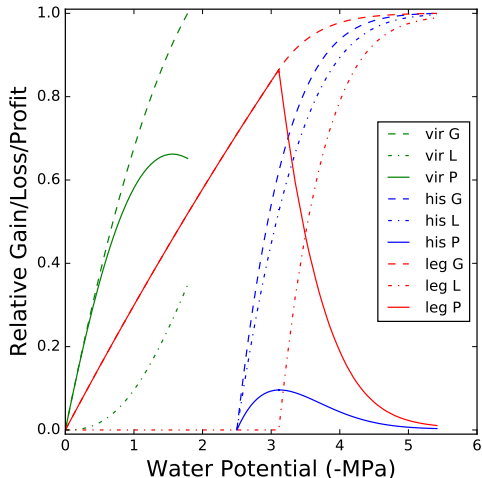 Relative Gain/Loss/Profit
1.0
0.8
0.6
0.4
0.2
0.0
0
1
2
3
4
5
6
Water Potential (-MPa)
vir G
vir L
vir P
his G
his L
his P
leg G
leg L
leg P